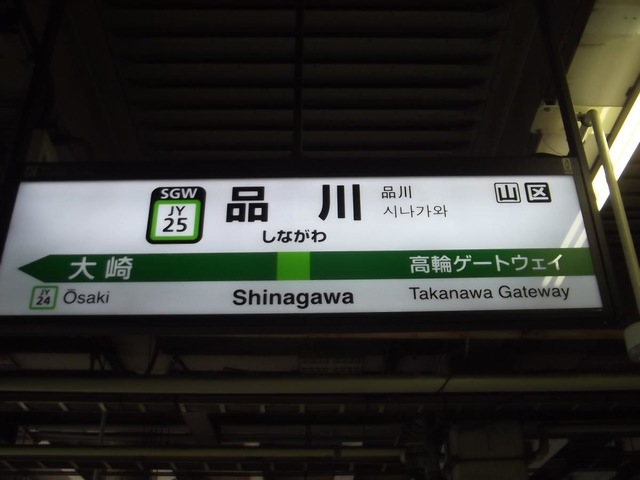 SGW
JY
25
品川
品川
시나가와
山 区
しながわ
大崎
高輪ゲートウェイ
JY
24
Ōsaki
Shinagawa
Takanawa Gateway